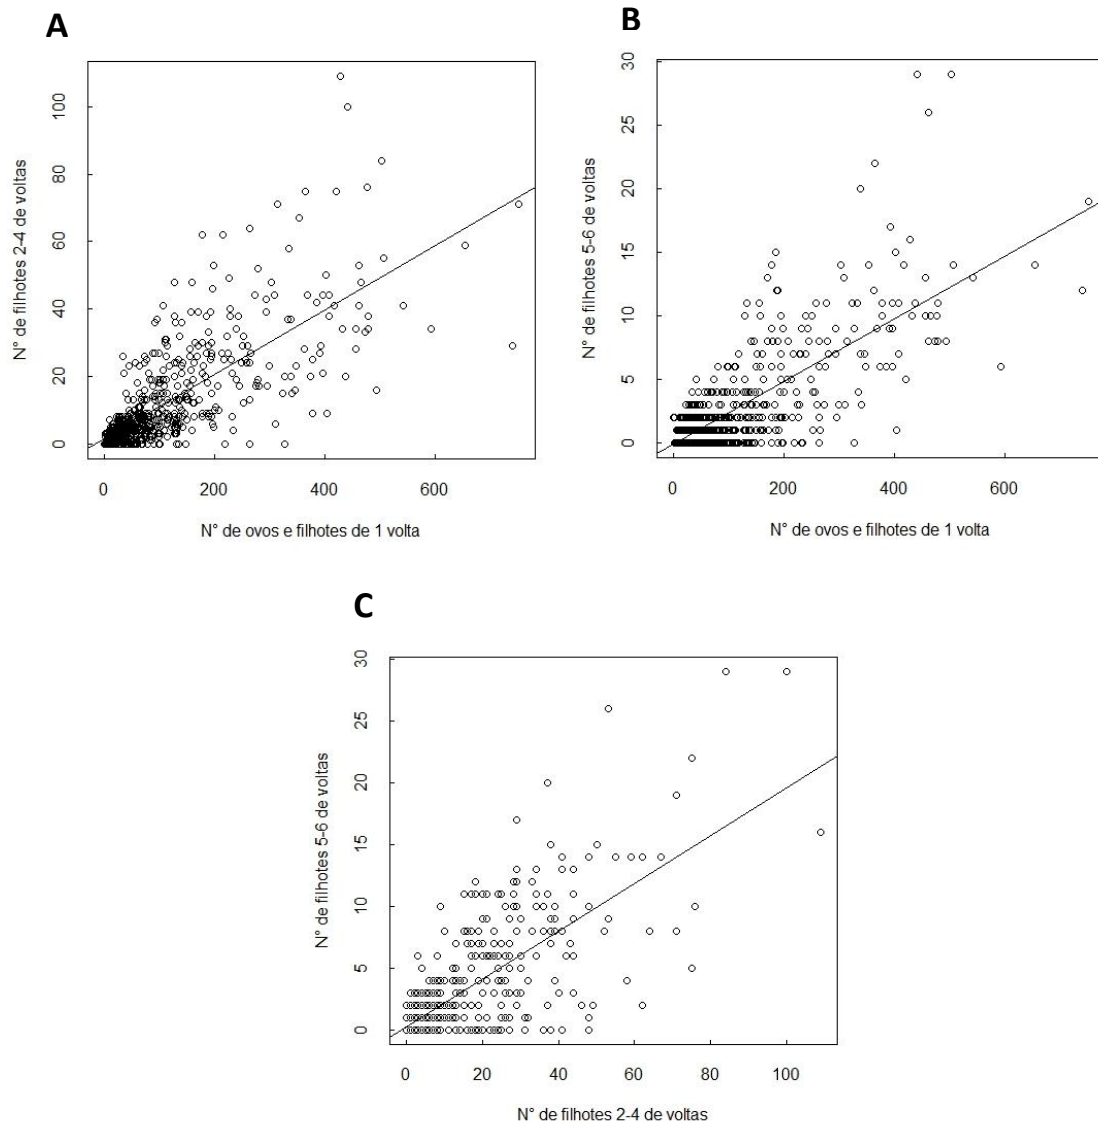 A
N° de filhotes 2-4 de voltas
100
80
60
40
20
0
0 200 400 600
N° de ovos e filhotes de 1 volta
B
N° de filhotes 5-6 de voltas
30
25
20
15
10
5
0
0 200 400 600
N° de ovos e filhotes de 1 volta
C
N° de filhotes 5-6 de voltas
30
25
20
15
10
5
0
0 20 40 60 80 100
N° de filhotes 2-4 de voltas